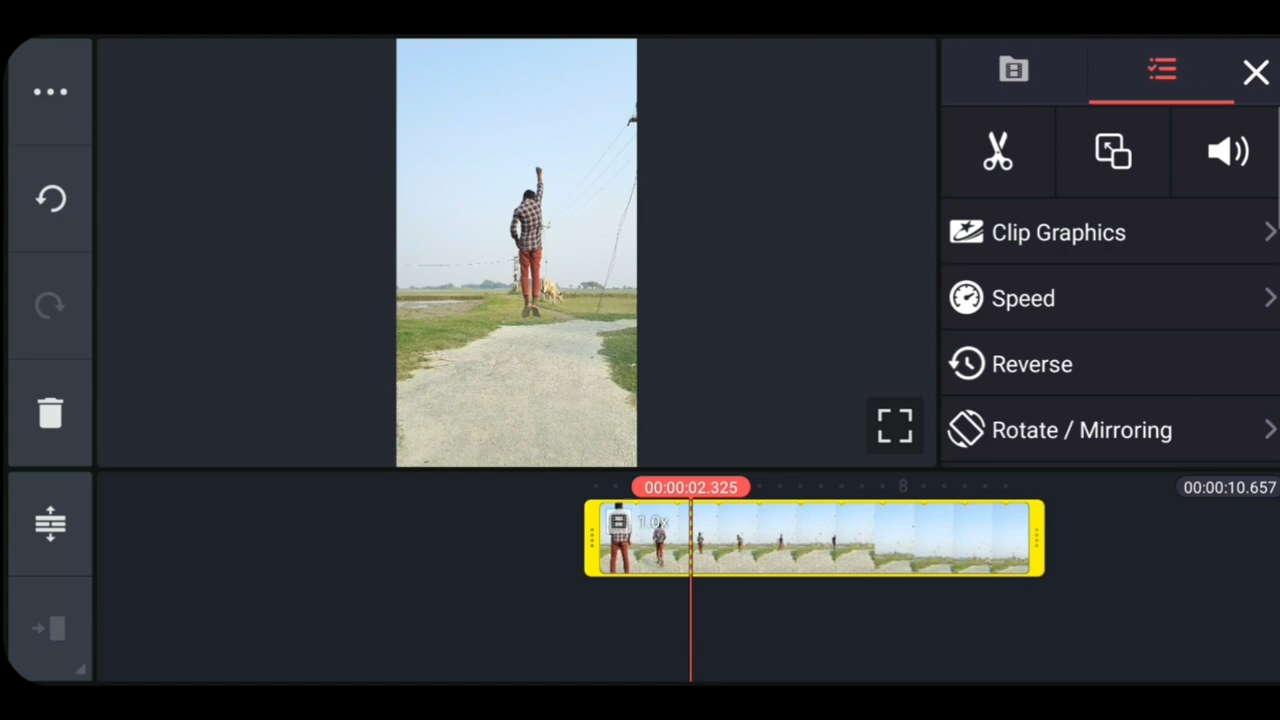 Clip Graphics
Speed
Reverse
Rotate / Mirroring
00:00:02.325
8
00:00:10.657
1.0x